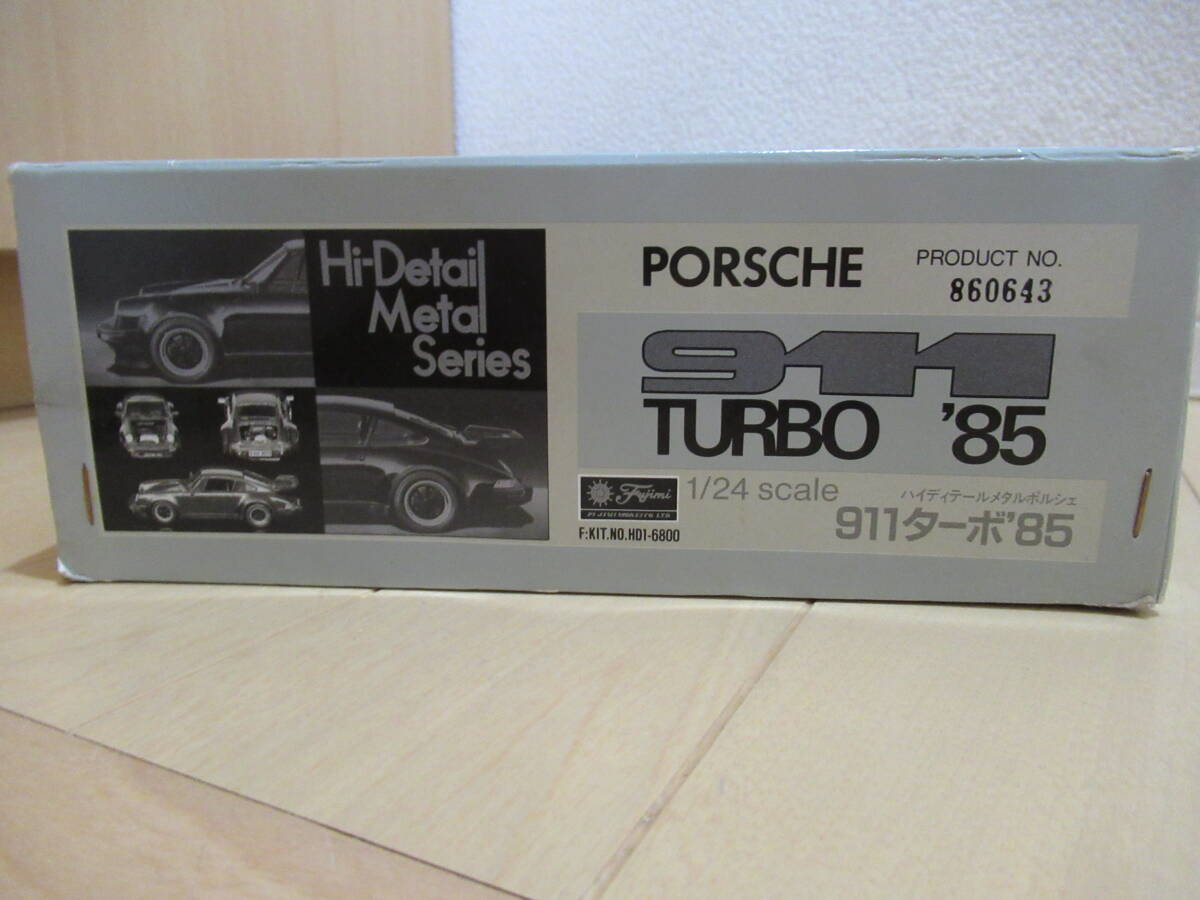 Hi-Detail
Metal
Series
PORSCHE
PRODUCT NO.
860643
911
TURBO '85
Fujimi
1/24 scale
F:KIT.NO.HD1-6800
ハイディテールメタルポルシェ
911ターボ'85